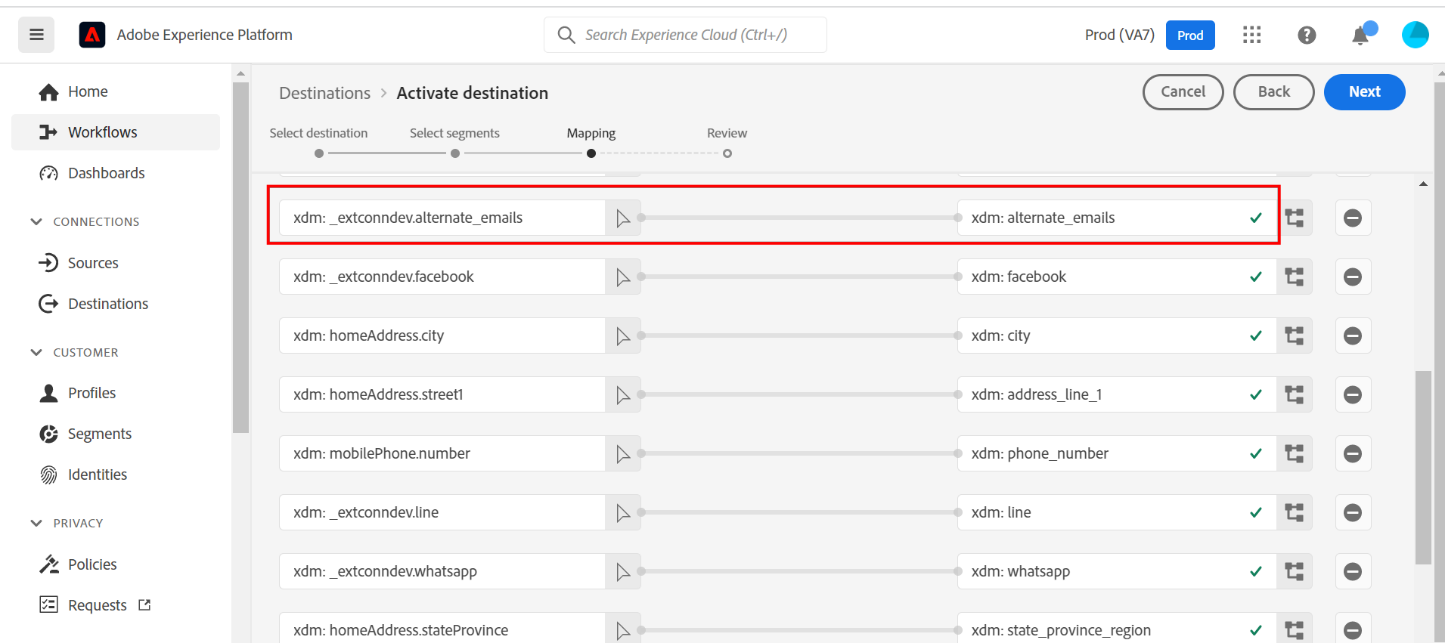 Adobe Experience Platform
Search Experience Cloud (Ctrl+/)
Prod (VA7)
Prod
Home
Workflows
Dashboards
CONNECTIONS
Sources
Destinations
CUSTOMER
Profiles
Segments
Identities
PRIVACY
Policies
Requests
Destinations > Activate destination
Cancel
Back
Next
Select destination
Select segments
Mapping
Review
xdm: _extconndev.alternate_emails
xdm: alternate_emails
xdm: _extconndev.facebook
xdm: facebook
xdm: homeAddress.city
xdm: city
xdm: homeAddress.street1
xdm: address_line_1
xdm: mobilePhone.number
xdm: phone_number
xdm: _extconndev.line
xdm: line
xdm: _extconndev.whatsapp
xdm: whatsapp
xdm: homeAddress.stateProvince
xdm: state_province_region